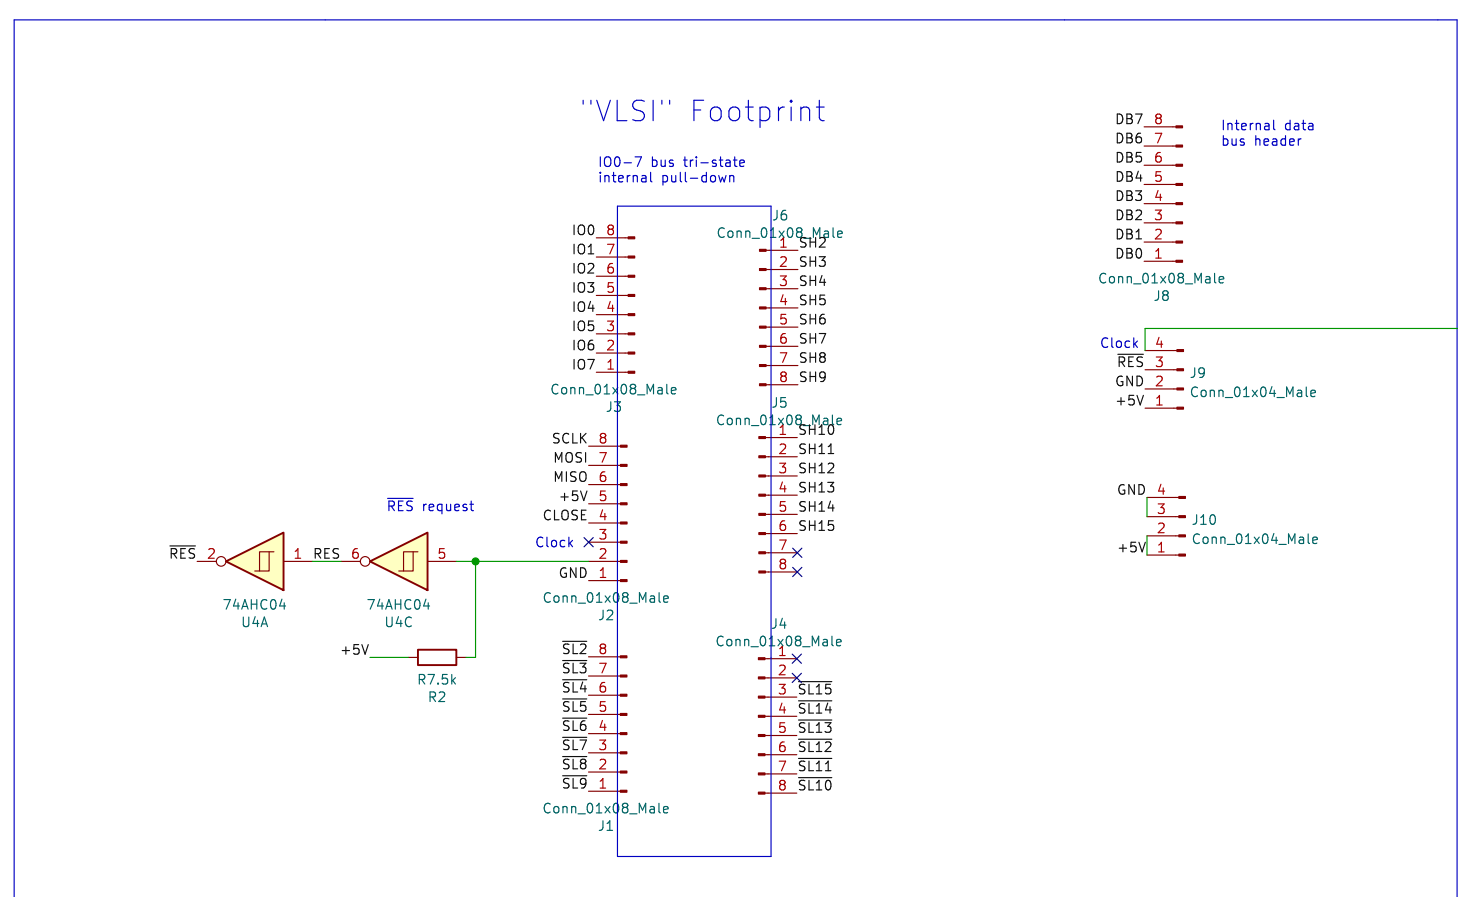 "VLSI" Footprint
IO0-7 bus tri-state
internal pull-down
IO0 8
IO1 7
IO2 6
IO3 5
IO4 4
IO5 3
IO6 2
IO7 1
Conn_01x08_Male
J3
SCLK 8
MOSI 7
MISO 6
+5V 5
CLOSE 4
Clock 3
2
GND 1
Conn_01x08_Male
J2
SL2 8
SL3 7
SL4 6
SL5 5
SL6 4
SL7 3
SL8 2
SL9 1
Conn_01x08_Male
J1
RES request
RES 2
1 RES 6
5
74AHC04
U4A
74AHC04
U4C
+5V
R7.5k
R2
J6
Conn_01x08_Male
1 SH2
2 SH3
3 SH4
4 SH5
5 SH6
6 SH7
7 SH8
8 SH9
J5
Conn_01x08_Male
1 SH10
2 SH11
3 SH12
4 SH13
5 SH14
6 SH15
7
8
J4
Conn_01x08_Male
1
2
3 SL15
4 SL14
5 SL13
6 SL12
7 SL11
8 SL10
Internal data
bus header
DB7 8
DB6 7
DB5 6
DB4 5
DB3 4
DB2 3
DB1 2
DB0 1
Conn_01x08_Male
J8
Clock 4
RES 3
GND 2
+5V 1
J9
Conn_01x04_Male
GND 4
3
2
+5V 1
J10
Conn_01x04_Male